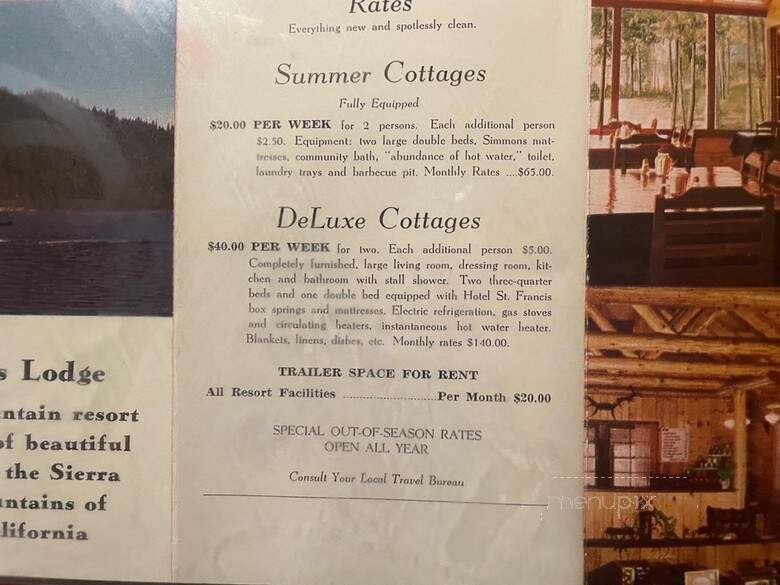 Rates
Everything new and spotlessly clean.
Summer Cottages
Fully Equipped
$20.00 PER WEEK for 2 persons. Each additional person
$2.50. Equipment: two large double beds, Simmons mat-
tresses, community bath, "abundance of hot water," toilet,
laundry trays and barbecue pit. Monthly Rates ....$65.00.
DeLuxe Cottages
$40.00 PER WEEK for two. Each additional person $5.00.
Completely furnished, large living room, dressing room, kit-
chen and bathroom with stall shower. Two three-quarter
beds and one double bed equipped with Hotel St. Francis
box springs and mattresses. Electric refrigeration, gas stoves
and circulating heaters, instantaneous hot water heater.
Blankets, linens, dishes, etc. Monthly rates $140.00.
TRAILER SPACE FOR RENT
All Resort Facilities ............................ Per Month $20.00
SPECIAL OUT-OF-SEASON RATES
OPEN ALL YEAR
Consult Your Local Travel Bureau
s Lodge
untain resort
of beautiful
the Sierra
untains of
lifornia
menupix